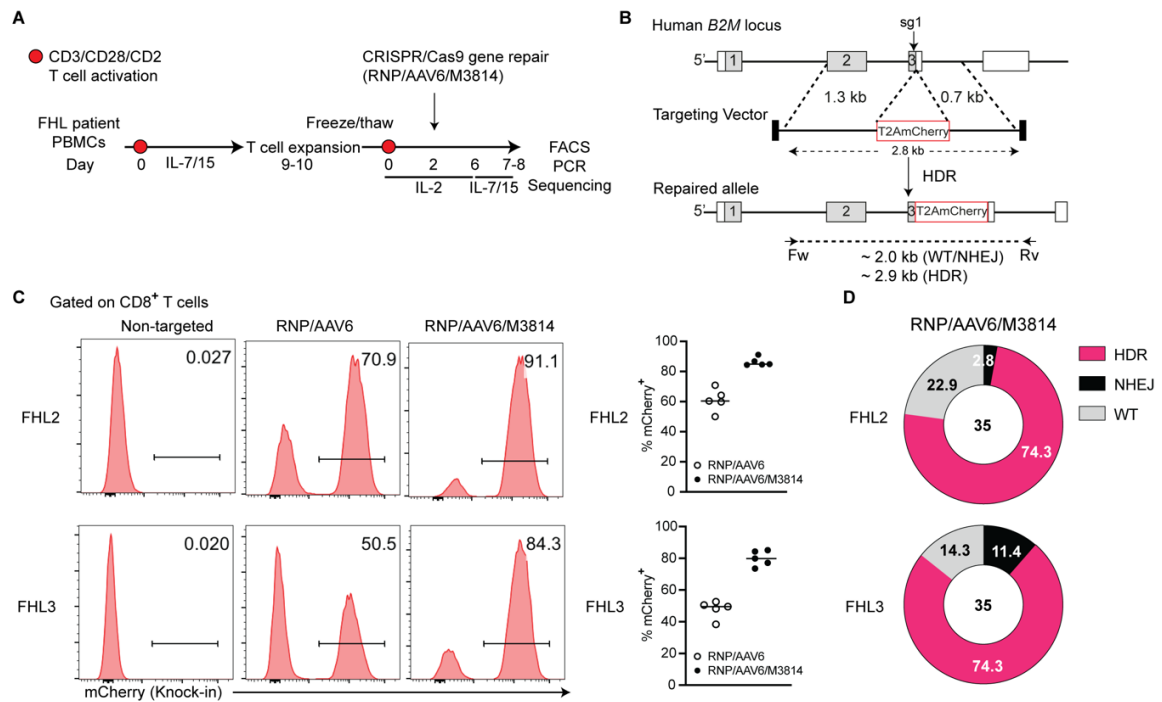 A
CD3/CD28/CD2
T cell activation
CRISPR/Cas9 gene repair
(RNP/AAV6/M3814)
FHL patient
PBMCs
Day
0
IL-7/15
T cell expansion
9-10
Freeze/thaw
0
2
6
7-8
IL-2
IL-7/15
FACS
PCR
Sequencing
B
Human B2M locus
sg1
5'
1
2
3
1.3 kb
0.7 kb
Targeting Vector
T2AmCherry
2.8 kb
HDR
Repaired allele
5'
1
2
3
T2AmCherry
Fw
Rv
~ 2.0 kb (WT/NHEJ)
~ 2.9 kb (HDR)
C
Gated on CD8+ T cells
Non-targeted
RNP/AAV6
RNP/AAV6/M3814
FHL2
0.027
70.9
91.1
FHL3
0.020
50.5
84.3
mCherry (Knock-in)
FHL2
% mCherry+
100
80
60
40
20
0
RNP/AAV6
RNP/AAV6/M3814
FHL3
% mCherry+
100
80
60
40
20
0
RNP/AAV6
RNP/AAV6/M3814
D
RNP/AAV6/M3814
HDR
NHEJ
WT
FHL2
2.8
22.9
35
74.3
FHL3
14.3
11.4
35
74.3